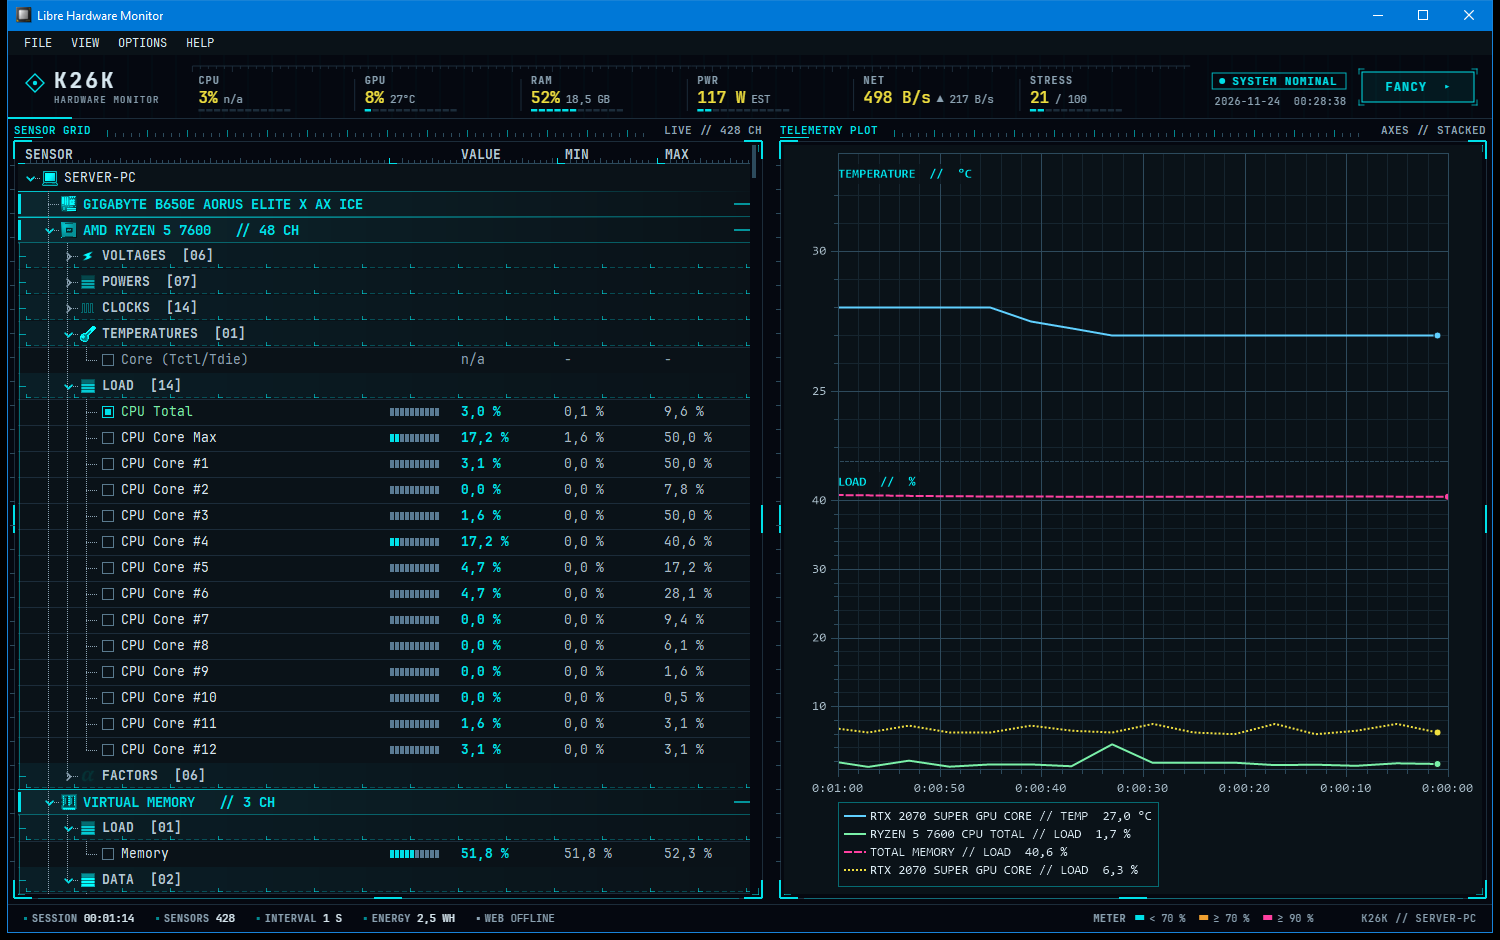 Libre Hardware Monitor
FILE VIEW OPTIONS HELP
K26K
HARDWARE MONITOR
CPU
3% n/a
GPU
8% 27°C
RAM
52% 18,5 GB
PWR
117 W EST
NET
498 B/s ▲ 217 B/s
STRESS
21 / 100
SYSTEM NOMINAL
2026-11-24 00:28:38
FANCY
SENSOR GRID LIVE // 428 CH
SENSOR VALUE MIN MAX
SERVER-PC
GIGABYTE B650E AORUS ELITE X AX ICE
AMD RYZEN 5 7600 // 48 CH
VOLTAGES [06]
POWERS [07]
CLOCKS [14]
TEMPERATURES [01]
Core (Tctl/Tdie) n/a - -
LOAD [14]
CPU Total 3,0 % 0,1 % 9,6 %
CPU Core Max 17,2 % 1,6 % 50,0 %
CPU Core #1 3,1 % 0,0 % 50,0 %
CPU Core #2 0,0 % 0,0 % 7,8 %
CPU Core #3 1,6 % 0,0 % 50,0 %
CPU Core #4 17,2 % 0,0 % 40,6 %
CPU Core #5 4,7 % 0,0 % 17,2 %
CPU Core #6 4,7 % 0,0 % 28,1 %
CPU Core #7 0,0 % 0,0 % 9,4 %
CPU Core #8 0,0 % 0,0 % 6,1 %
CPU Core #9 0,0 % 0,0 % 1,6 %
CPU Core #10 0,0 % 0,0 % 0,5 %
CPU Core #11 1,6 % 0,0 % 3,1 %
CPU Core #12 3,1 % 0,0 % 3,1 %
FACTORS [06]
VIRTUAL MEMORY // 3 CH
LOAD [01]
Memory 51,8 % 51,8 % 52,3 %
DATA [02]
TELEMETRY PLOT AXES // STACKED
TEMPERATURE // °C
30
25
LOAD // %
40
30
20
10
0:01:00 0:00:50 0:00:40 0:00:30 0:00:20 0:00:10 0:00:00
RTX 2070 SUPER GPU CORE // TEMP 27,0 °C
RYZEN 5 7600 CPU TOTAL // LOAD 1,7 %
TOTAL MEMORY // LOAD 40,6 %
RTX 2070 SUPER GPU CORE // LOAD 6,3 %
SESSION 00:01:14 SENSORS 428 INTERVAL 1 S ENERGY 2,5 WH WEB OFFLINE
METER < 70 % ≥ 70 % ≥ 90 % K26K // SERVER-PC